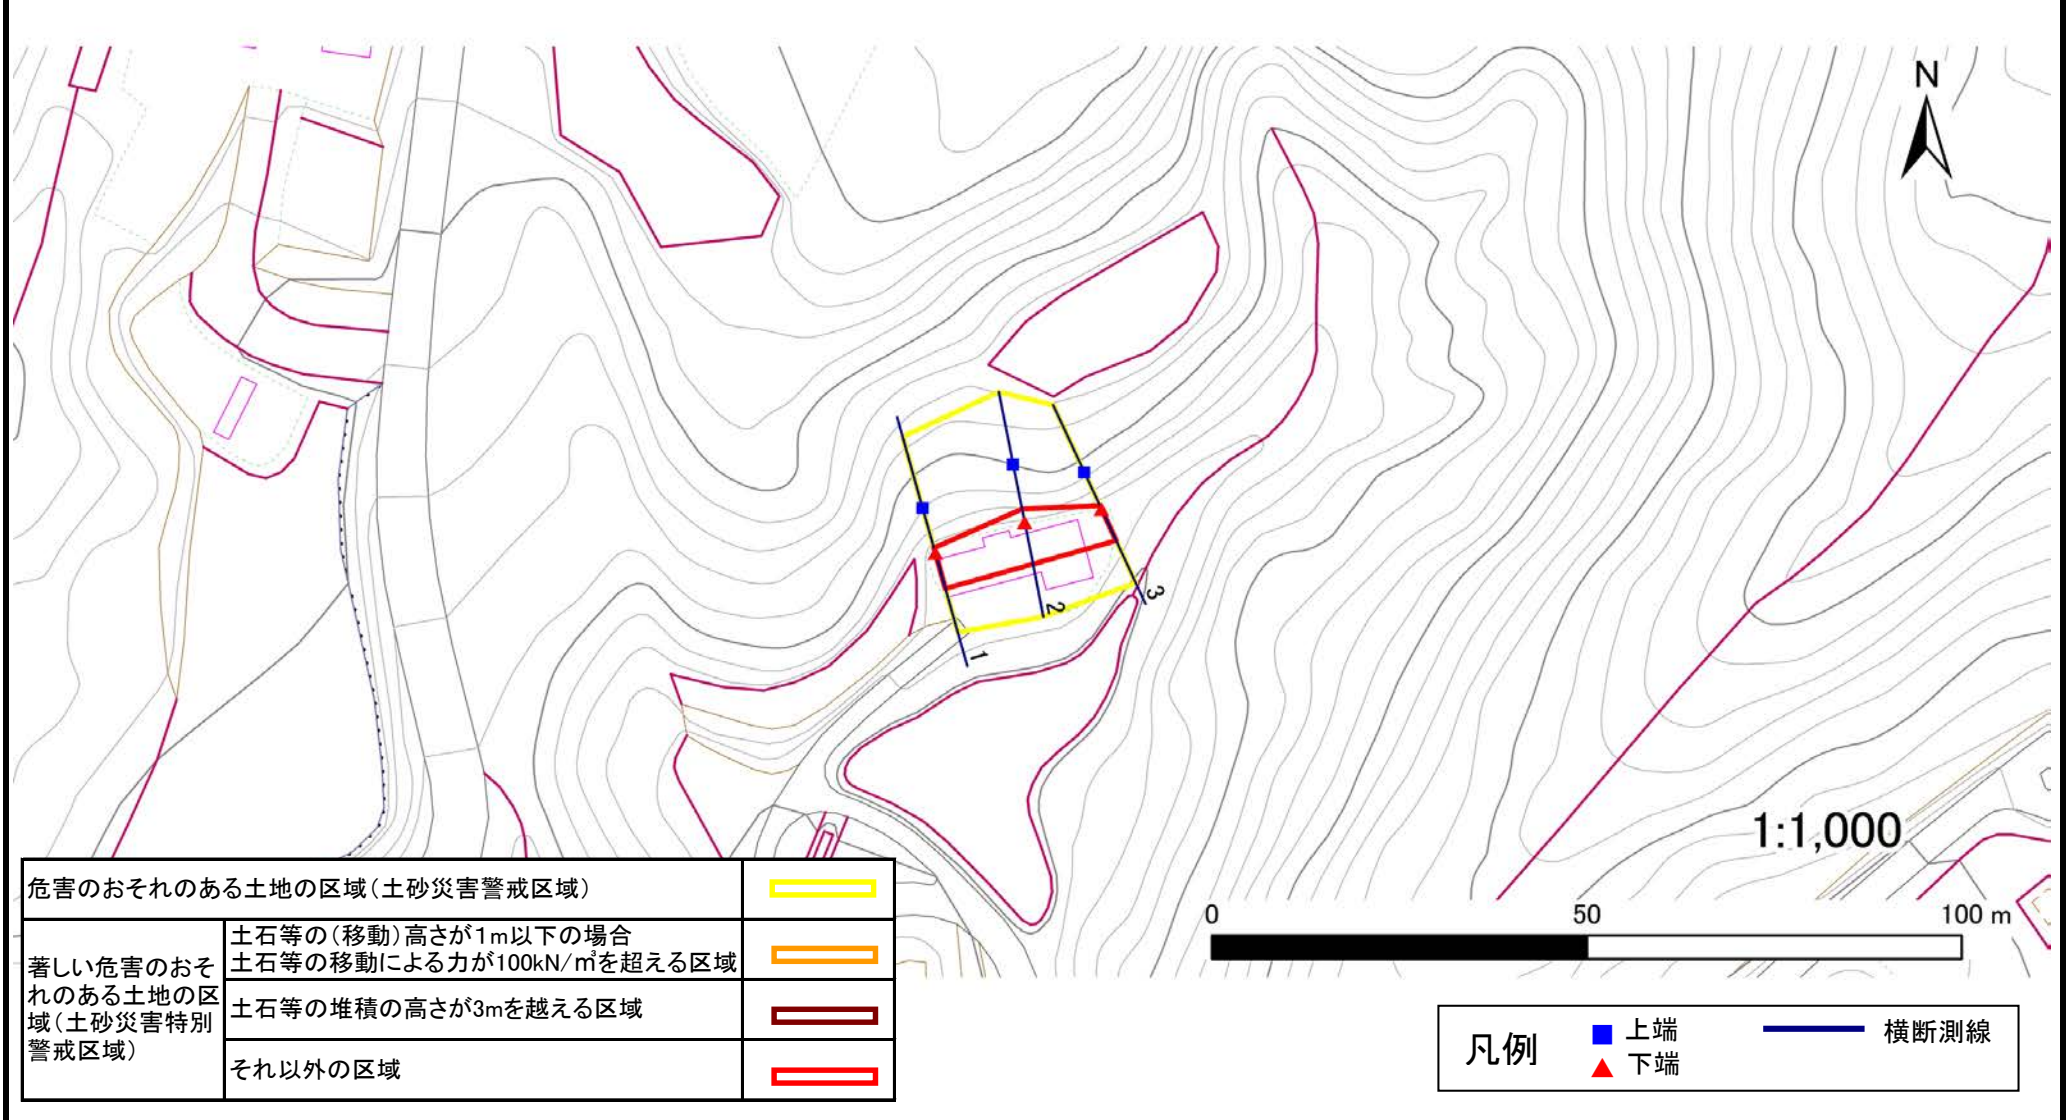 N
1
2
3
1:1,000
0 50 100 m
危害のおそれのある土地の区域（土砂災害警戒区域）
著しい危害のおそ
れのある土地の区
域（土砂災害特別
警戒区域）
土石等の（移動）高さが1m以下の場合
土石等の移動による力が100kN/㎡を超える区域
土石等の堆積の高さが3mを越える区域
それ以外の区域
凡例
上端
下端
横断測線